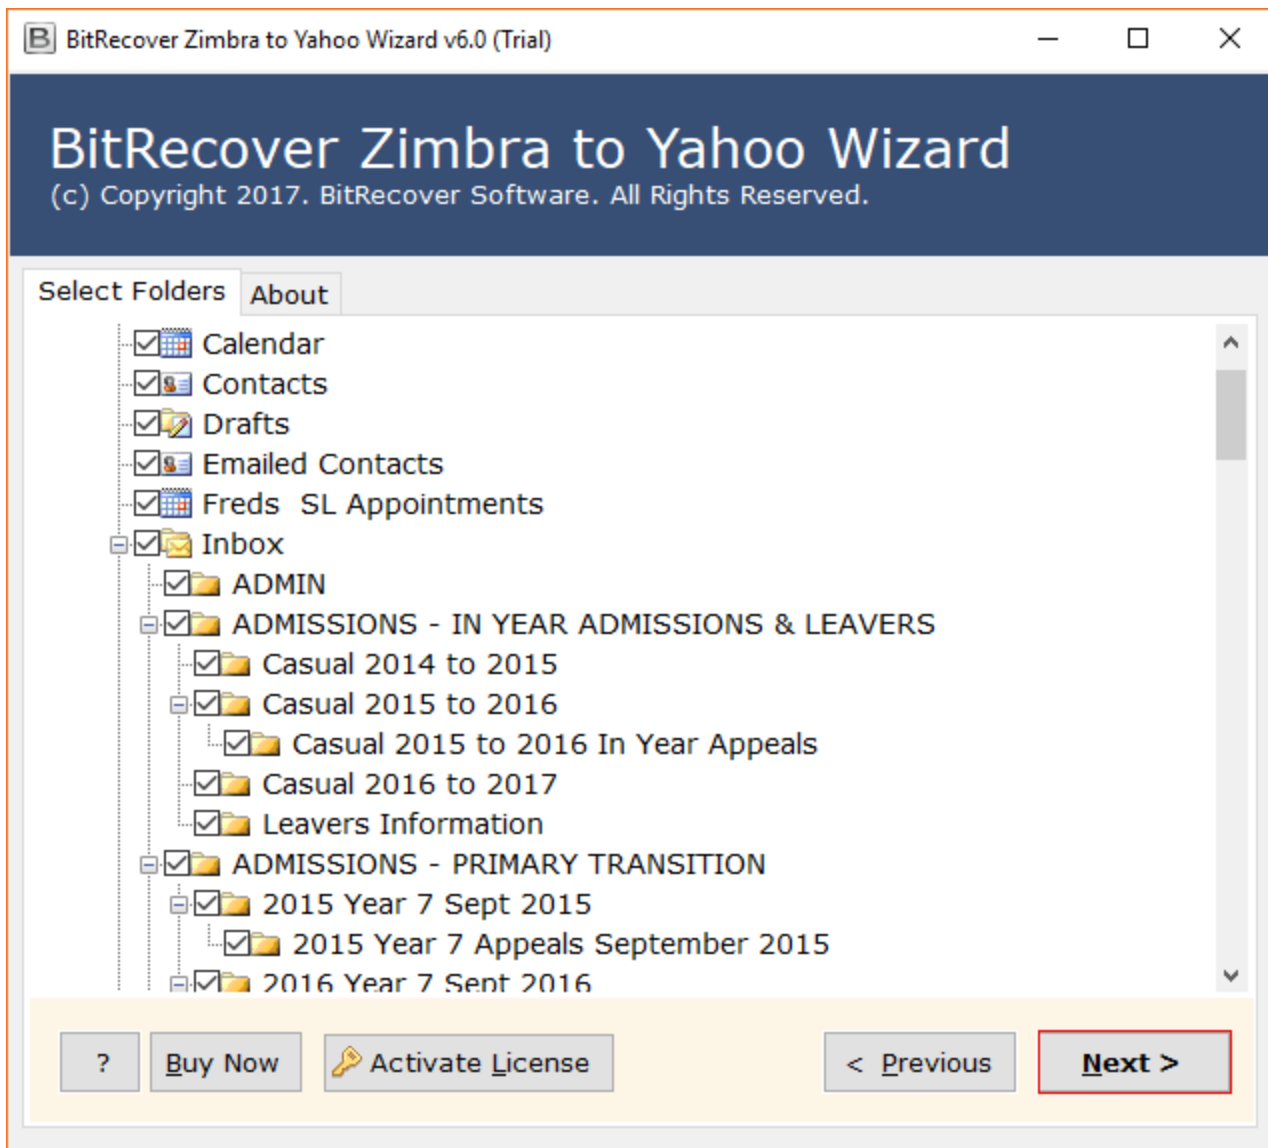 BitRecover Zimbra to Yahoo Wizard v6.0 (Trial)
BitRecover Zimbra to Yahoo Wizard
(c) Copyright 2017. BitRecover Software. All Rights Reserved.
Select Folders About
Calendar
Contacts
Drafts
Emailed Contacts
Freds  SL Appointments
Inbox
ADMIN
ADMISSIONS - IN YEAR ADMISSIONS & LEAVERS
Casual 2014 to 2015
Casual 2015 to 2016
Casual 2015 to 2016 In Year Appeals
Casual 2016 to 2017
Leavers Information
ADMISSIONS - PRIMARY TRANSITION
2015 Year 7 Sept 2015
2015 Year 7 Appeals September 2015
2016 Year 7 Sept 2016
? Buy Now Activate License < Previous Next >